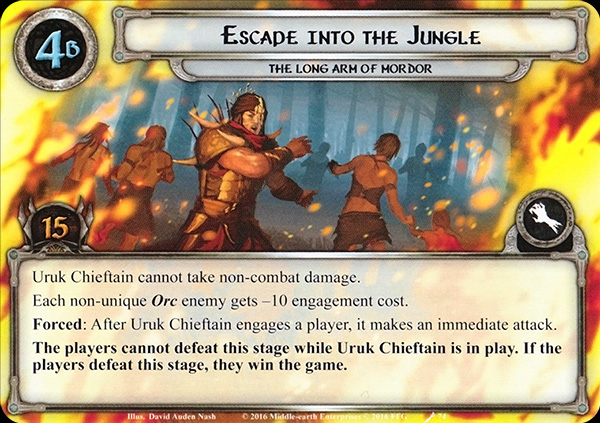 4B
Escape into the Jungle
The Long Arm of Mordor
15
Uruk Chieftain cannot take non-combat damage.
Each non-unique Orc enemy gets –10 engagement cost.
Forced: After Uruk Chieftain engages a player, it makes an immediate attack.
The players cannot defeat this stage while Uruk Chieftain is in play. If the
players defeat this stage, they win the game.
Illus. David Auden Nash © 2016 Middle-earth Enterprises © 2016 FFG 74